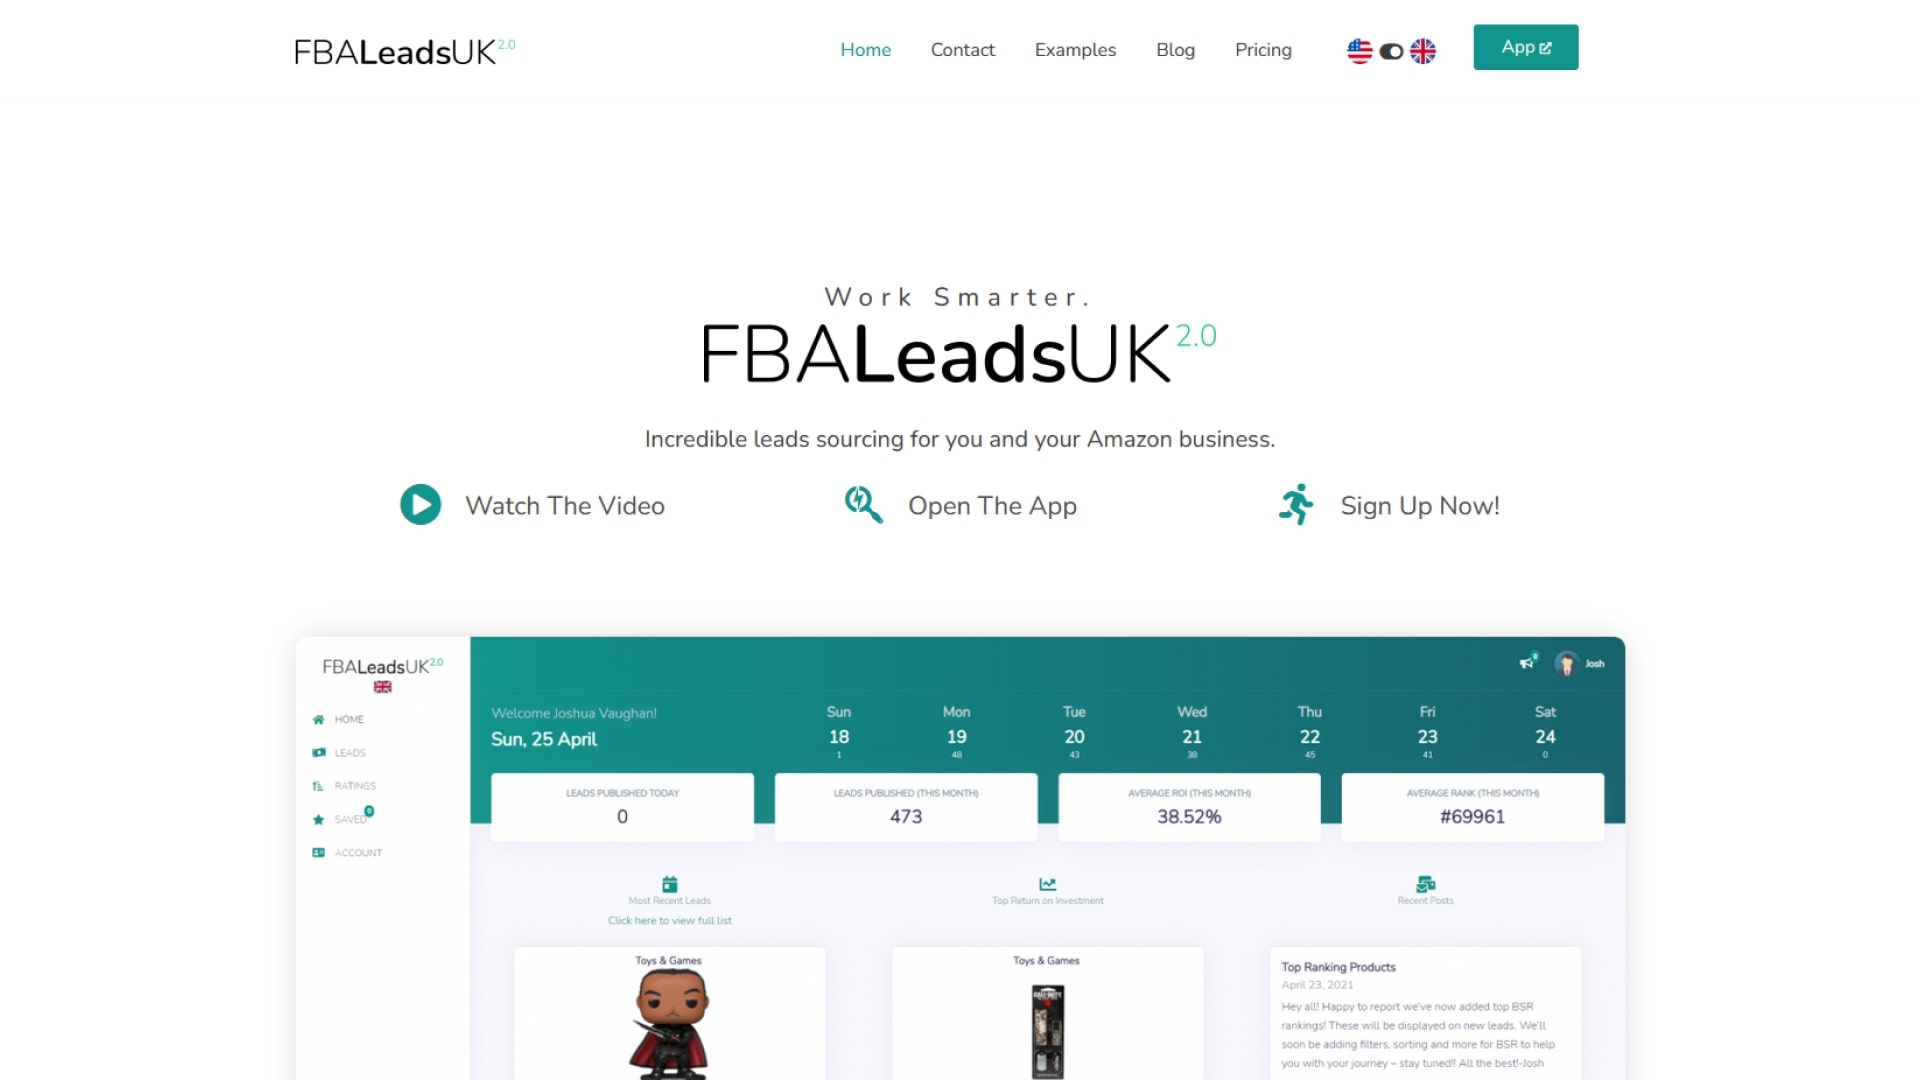 FBALeadsUK 2.0
Home Contact Examples Blog Pricing App
Work Smarter.
FBALeadsUK 2.0
Incredible leads sourcing for you and your Amazon business.
Watch The Video Open The App Sign Up Now!
FBALeadsUK 2.0
HOME
LEADS
RATINGS
SAVED 0
ACCOUNT
0 Josh
Welcome Joshua Vaughan!
Sun, 25 April
Sun Mon Tue Wed Thu Fri Sat
18 19 20 21 22 23 24
1 48 43 38 45 41 0
LEADS PUBLISHED TODAY
0
LEADS PUBLISHED (THIS MONTH)
473
AVERAGE ROI (THIS MONTH)
38.52%
AVERAGE RANK (THIS MONTH)
#69961
Most Recent Leads
Click here to view full list
Top Return on Investment
Recent Posts
Toys & Games
Toys & Games
CALL OF DUTY
Top Ranking Products
April 23, 2021
Hey all! Happy to report we've now added top BSR
rankings! These will be displayed on new leads. We'll
soon be adding filters, sorting and more for BSR to help
you with your journey – stay tuned!! All the best!-Josh